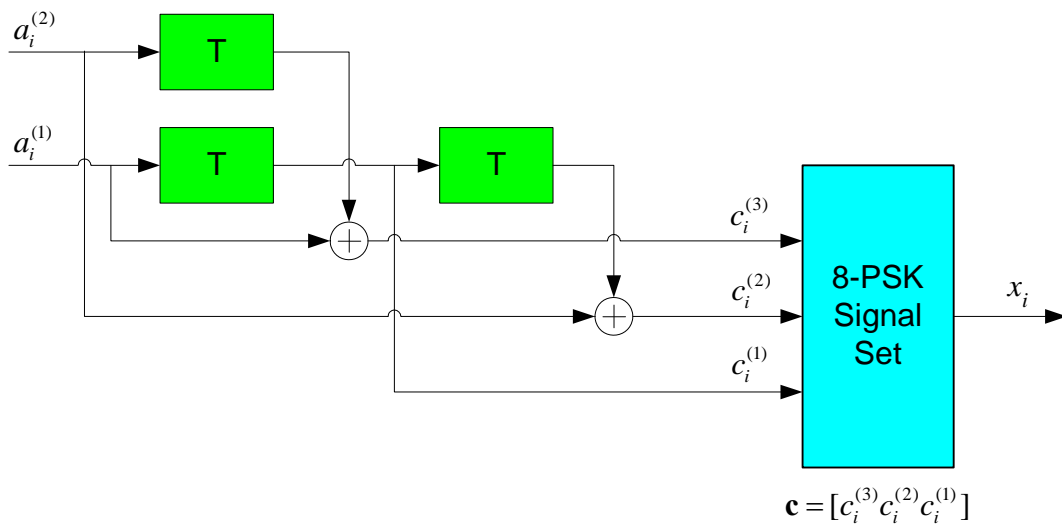 a_i^{(2)}
T
a_i^{(1)}
T
T
c_i^{(3)}
c_i^{(2)}
c_i^{(1)}
8-PSK
Signal
Set
x_i
c = [c_i^{(3)} c_i^{(2)} c_i^{(1)}]